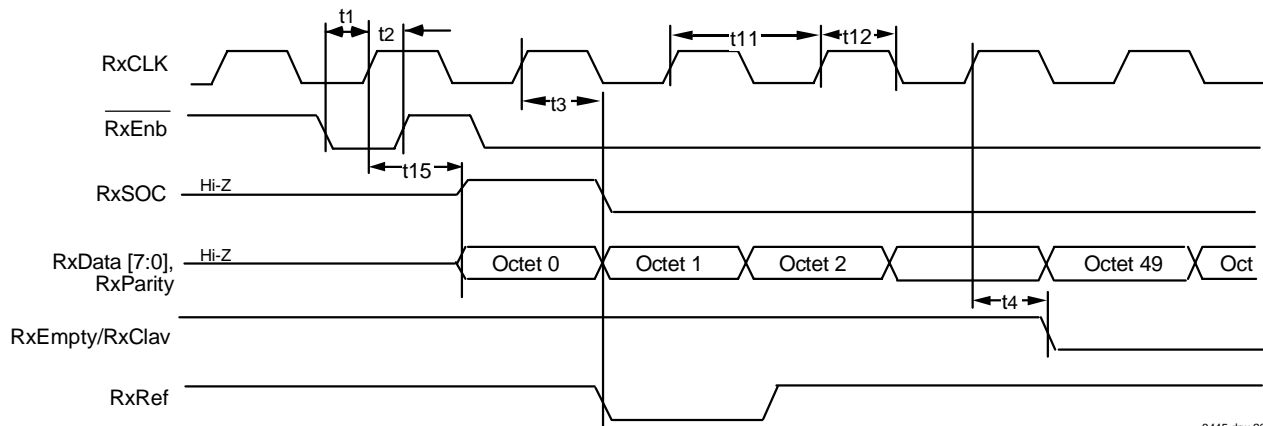 t1
t2
t11
t12
RxCLK
t3
RxEnb
t15
RxSOC
Hi-Z
RxData [7:0],
RxParity
Hi-Z
Octet 0
Octet 1
Octet 2
Octet 49
Oct
t4
RxEmpty/RxClav
RxRef